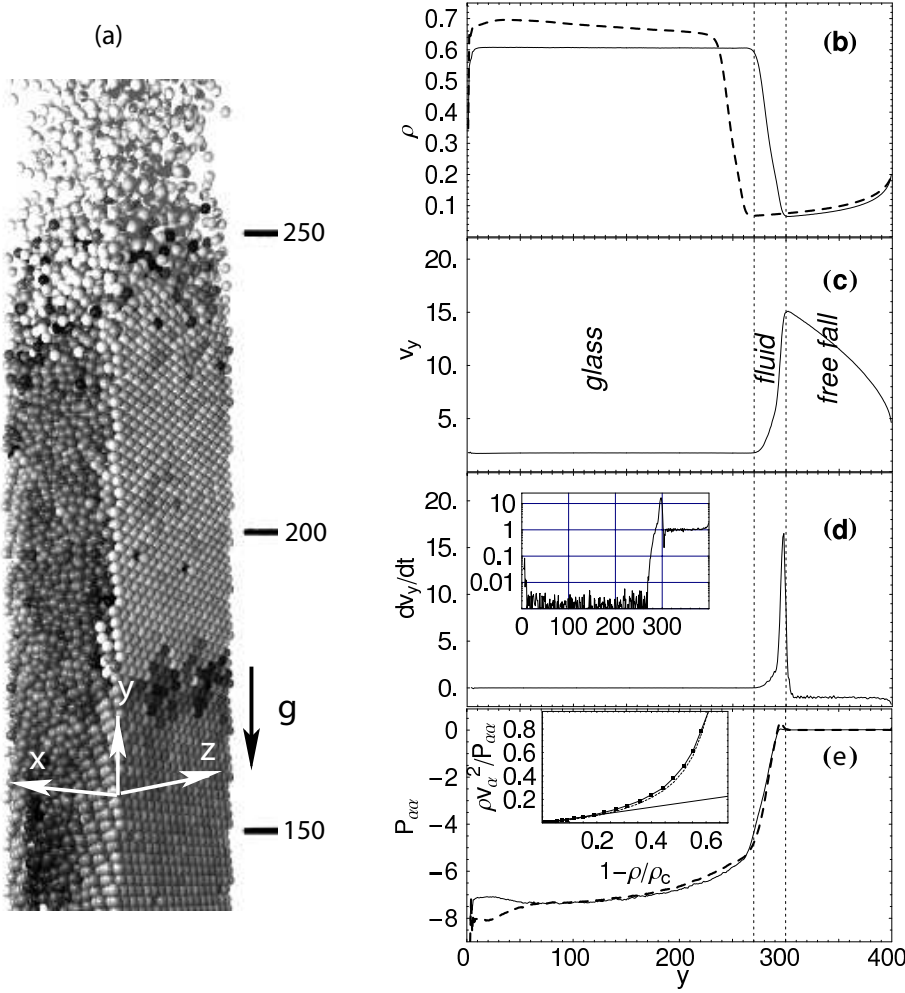 (a)
250
200
150
g
y
x
z
(b)
ρ
0.7
0.6
0.5
0.4
0.3
0.2
0.1
(c)
v_y
20.
15.
10.
5.
glass
fluid
free fall
(d)
dv_y/dt
20.
15.
10.
5.
0.
10
1
0.1
0.01
0 100 200 300
(e)
P_αα
0
−2
−4
−6
−8
ρv_α^2/P_αα
0.8
0.6
0.4
0.2
0.2 0.4 0.6
1−ρ/ρ_c
0 100 200 300 400
y